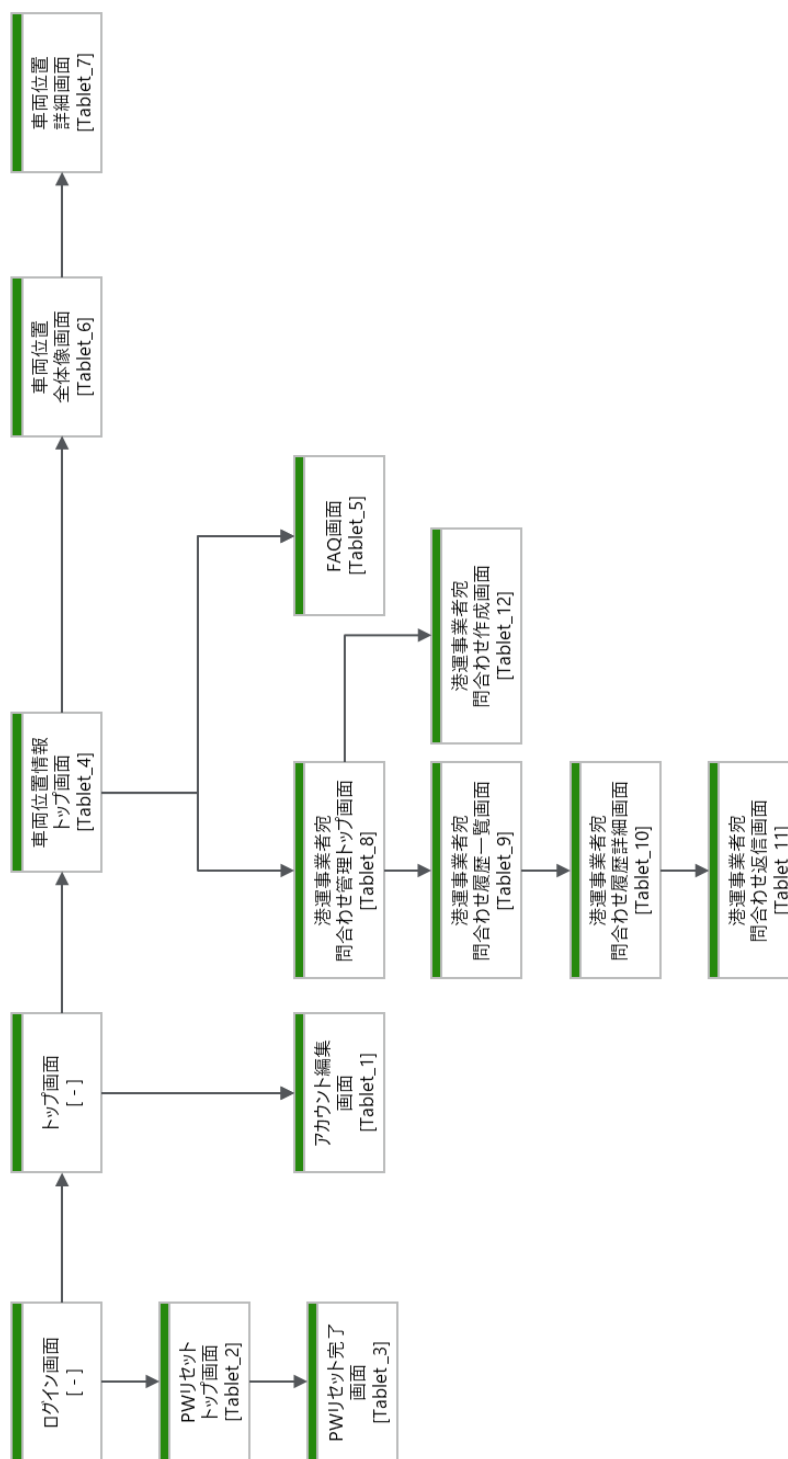 ログイン画面
[ - ]
トップ画面
[ - ]
車両位置情報
トップ画面
[Tablet_4]
車両位置
全体像画面
[Tablet_6]
車両位置
詳細画面
[Tablet_7]
PWリセット
トップ画面
[Tablet_2]
PWリセット完了
画面
[Tablet_3]
アカウント編集
画面
[Tablet_1]
港運事業者宛
問合わせ管理トップ画面
[Tablet_8]
FAQ画面
[Tablet_5]
港運事業者宛
問合わせ履歴一覧画面
[Tablet_9]
港運事業者宛
問合わせ作成画面
[Tablet_12]
港運事業者宛
問合わせ履歴詳細画面
[Tablet_10]
港運事業者宛
問合わせ返信画面
[Tablet_11]